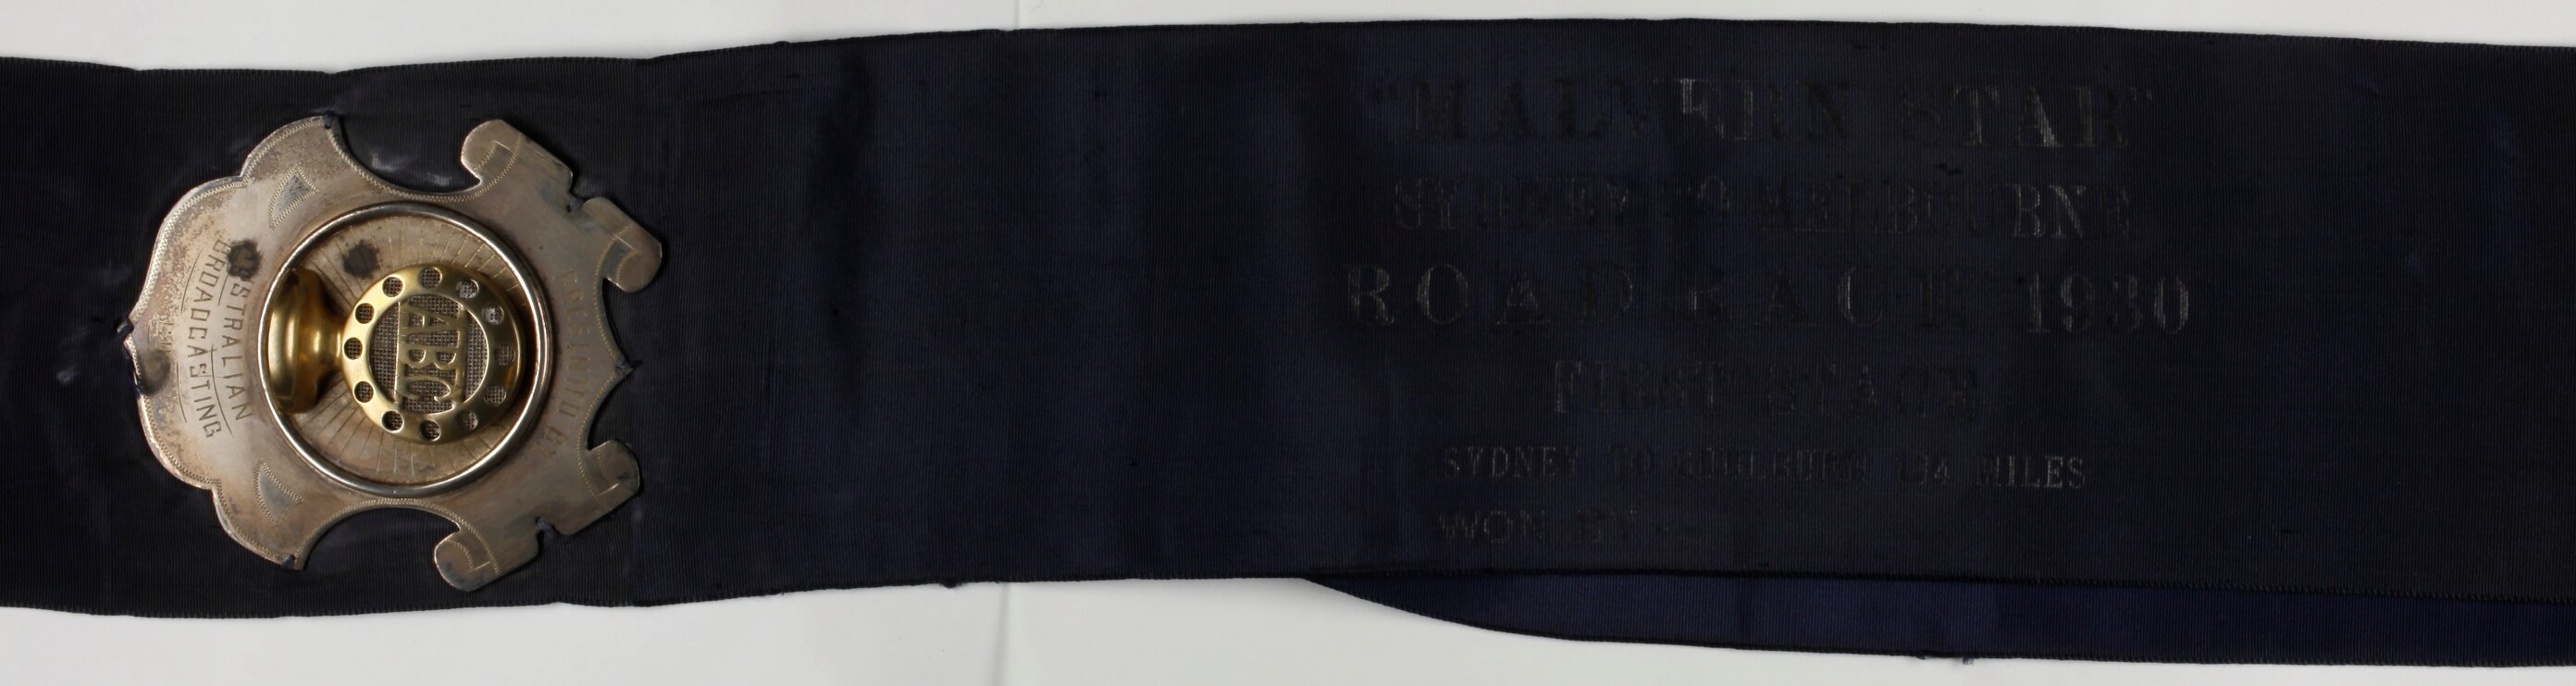 PRESENTED BY
ABC
AUSTRALIAN
BROADCASTING
"MALVERN STAR"
SYDNEY TO MELBOURNE
ROAD RACE 1930
FIRST STAGE
SYDNEY TO GOULBURN 134 MILES
WON BY –